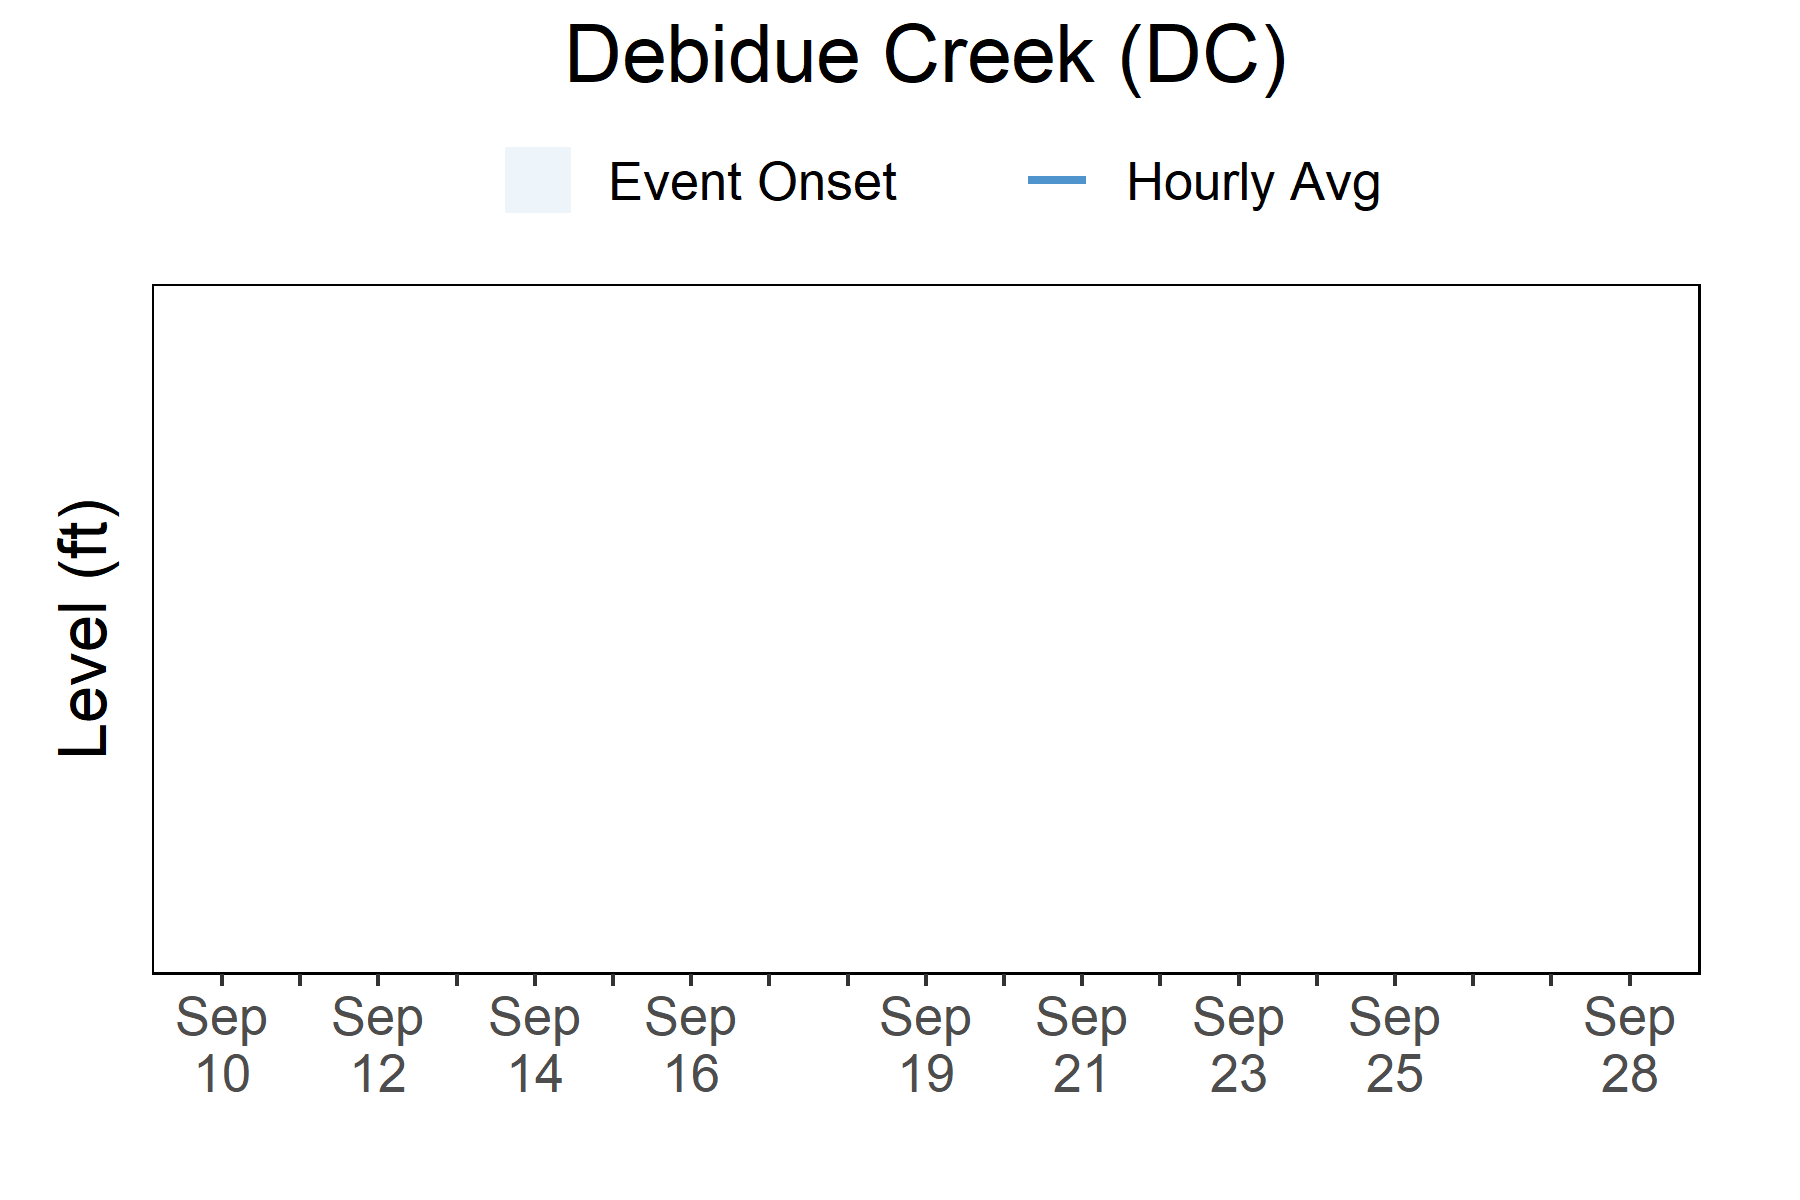 Debidue Creek (DC)
Event Onset
Hourly Avg
Level (ft)
Sep 10
Sep 12
Sep 14
Sep 16
Sep 19
Sep 21
Sep 23
Sep 25
Sep 28